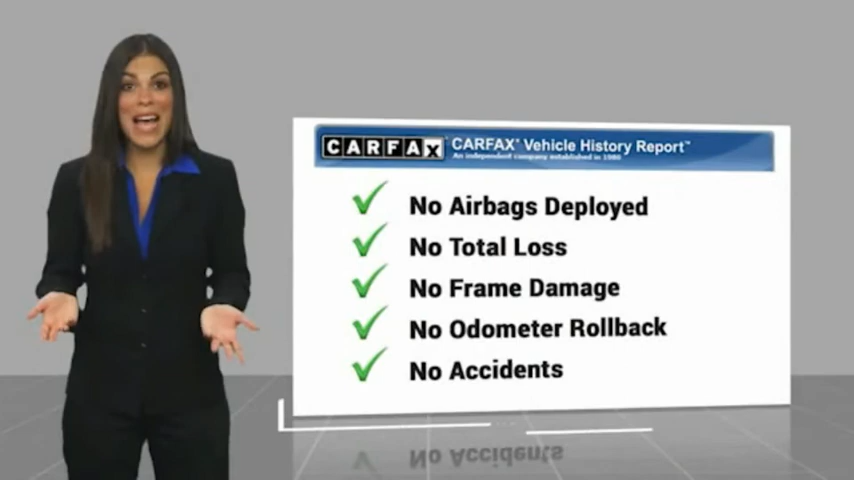 CARFAX CARFAX® Vehicle History Report™
An independent company established in 1986
No Airbags Deployed
No Total Loss
No Frame Damage
No Odometer Rollback
No Accidents
No Accidents